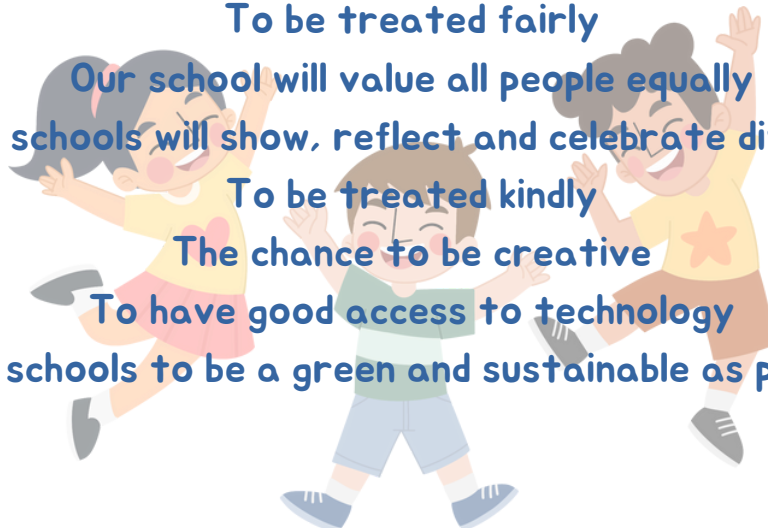 To be treated fairly
Our school will value all people equally
schools will show, reflect and celebrate
To be treated kindly
The chance to be creative
To have good access to technology
schools to be a green and sustainable as